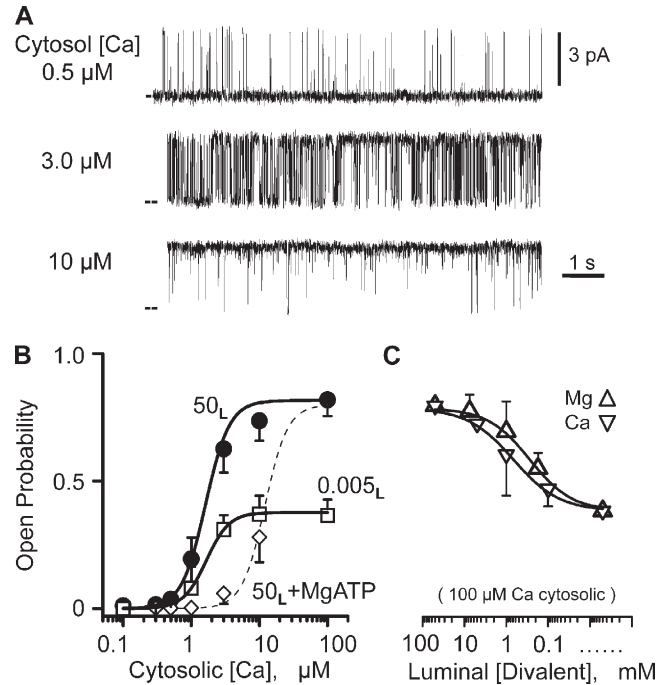 A
Cytosol [Ca]
0.5 µM
3 pA
3.0 µM
10 µM
1 s
B
1.0
0.5
0
Open Probability
50L
0.005L
50L+MgATP
0.1 1 10 100
Cytosolic [Ca], µM
C
Mg △
Ca ▽
( 100 µM Ca cytosolic )
100 10 1 0.1 ......
Luminal [Divalent], mM